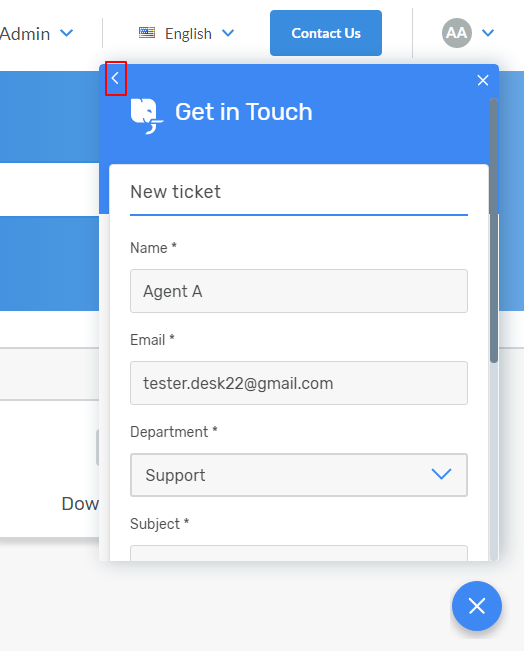 Admin
English
Contact Us
AA
Get in Touch
New ticket
Name *
Agent A
Email *
tester.desk22@gmail.com
Department *
Support
Dow
Subject *